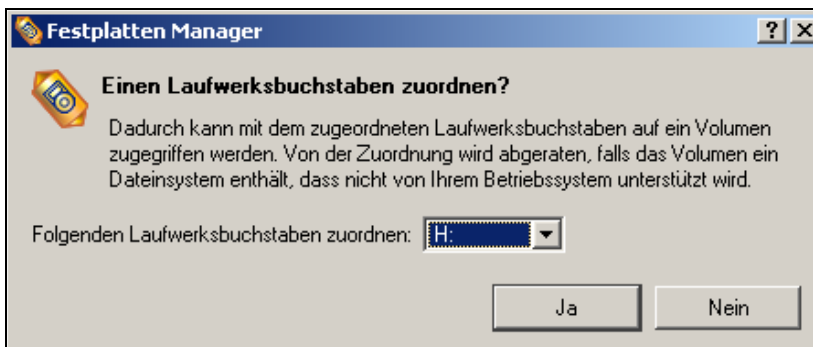 Festplatten Manager
Einen Laufwerksbuchstaben zuordnen?
Dadurch kann mit dem zugeordneten Laufwerksbuchstaben auf ein Volumen
zugegriffen werden. Von der Zuordnung wird abgeraten, falls das Volumen ein
Dateinsystem enthält, dass nicht von Ihrem Betriebssystem unterstützt wird.
Folgenden Laufwerksbuchstaben zuordnen: H:
Ja Nein